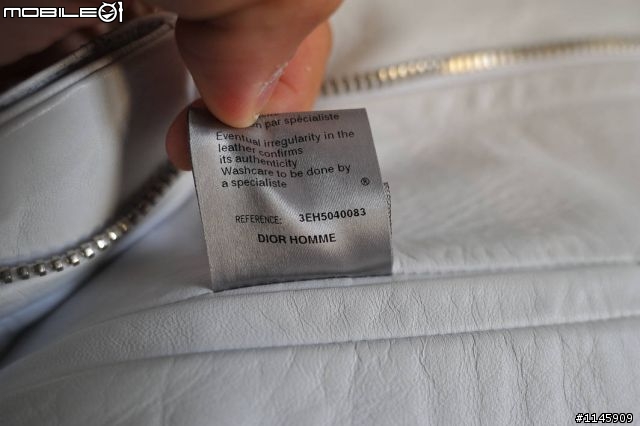 MOBILE01
n par spécialiste
Eventual irregularity in the
leather confirms
its authenticity
Washcare to be done by
a specialiste
®
REFERENCE: 3EH5040083
DIOR HOMME
#1145909